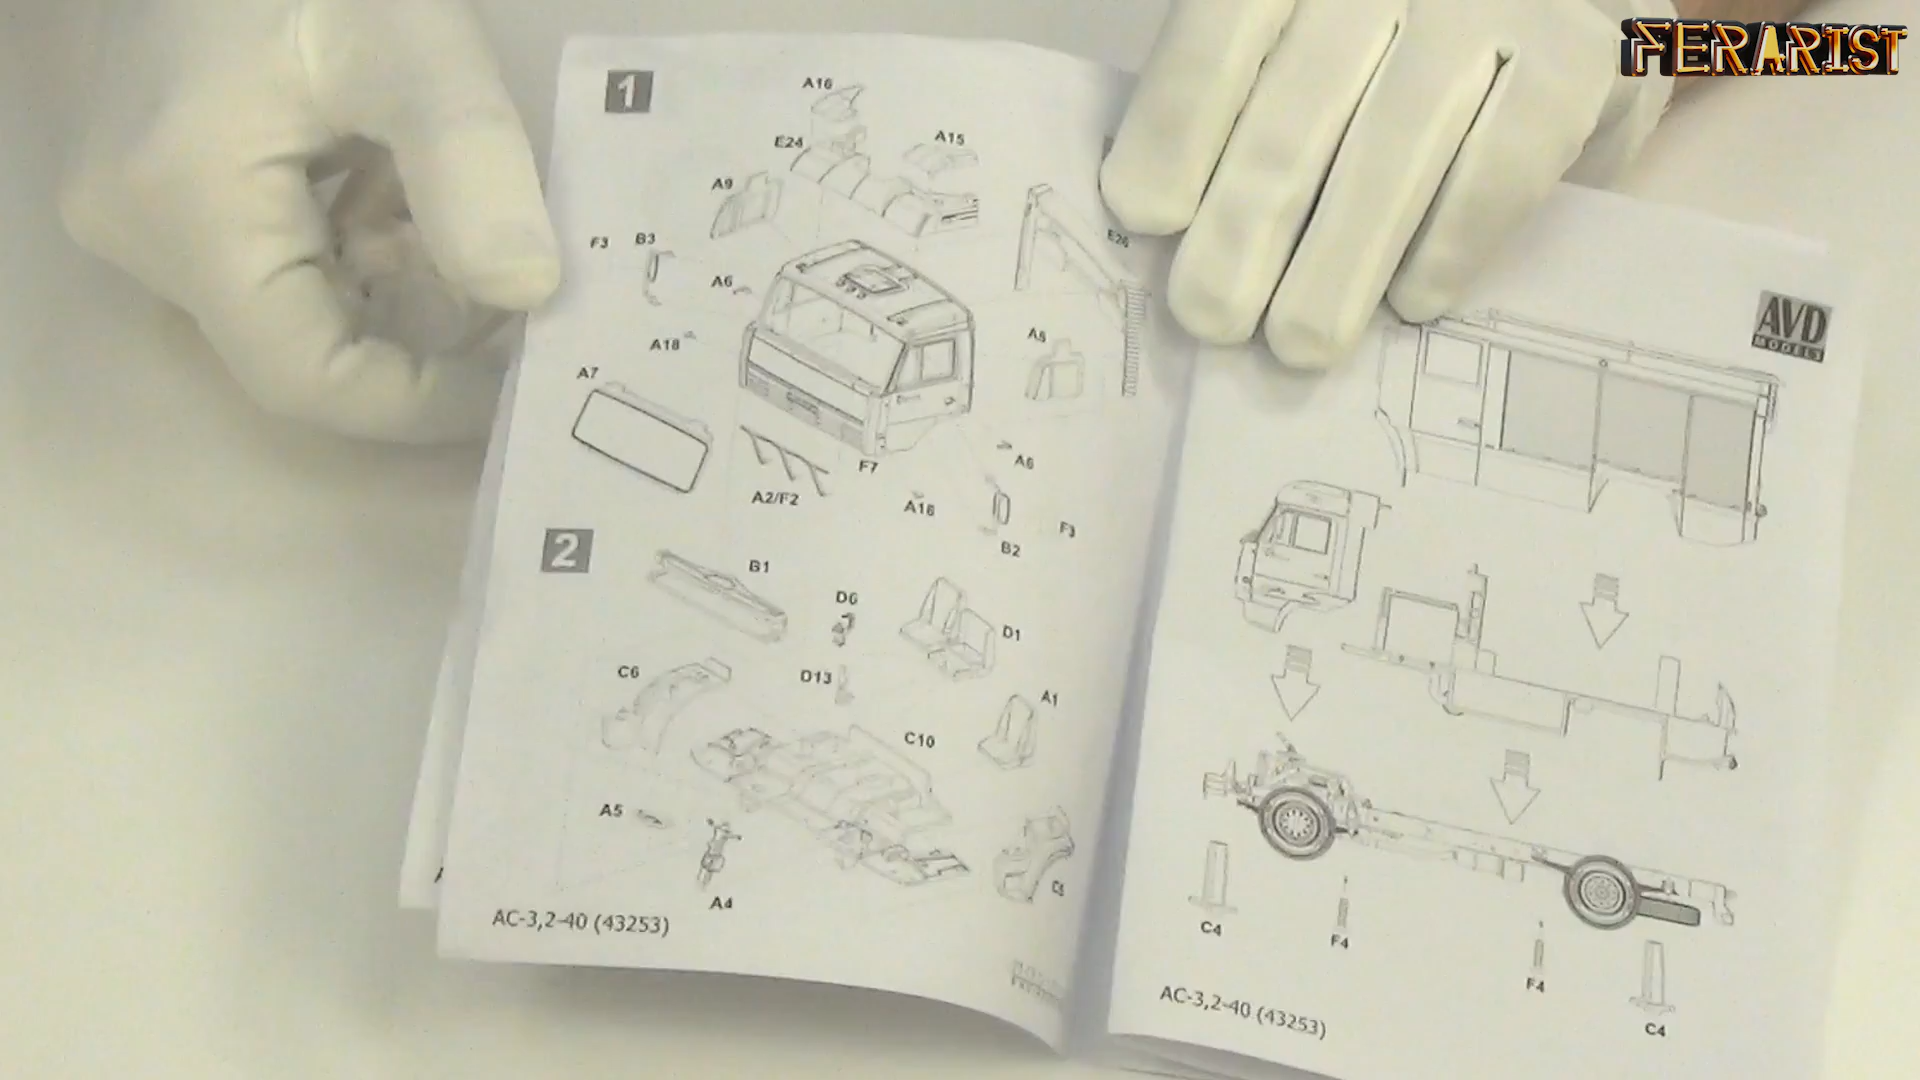 FERARIST
1
A16
E24
A15
A9
F3
B3
A6
E26
A18
A7
A8
F7
A6
A2/F2
A18
F3
B2
2
B1
D6
D1
C6
D13
A1
C10
A5
A4
AC-3,2-40 (43253)
AVD
MODELS
C4
F4
F4
C4
AC-3,2-40 (43253)